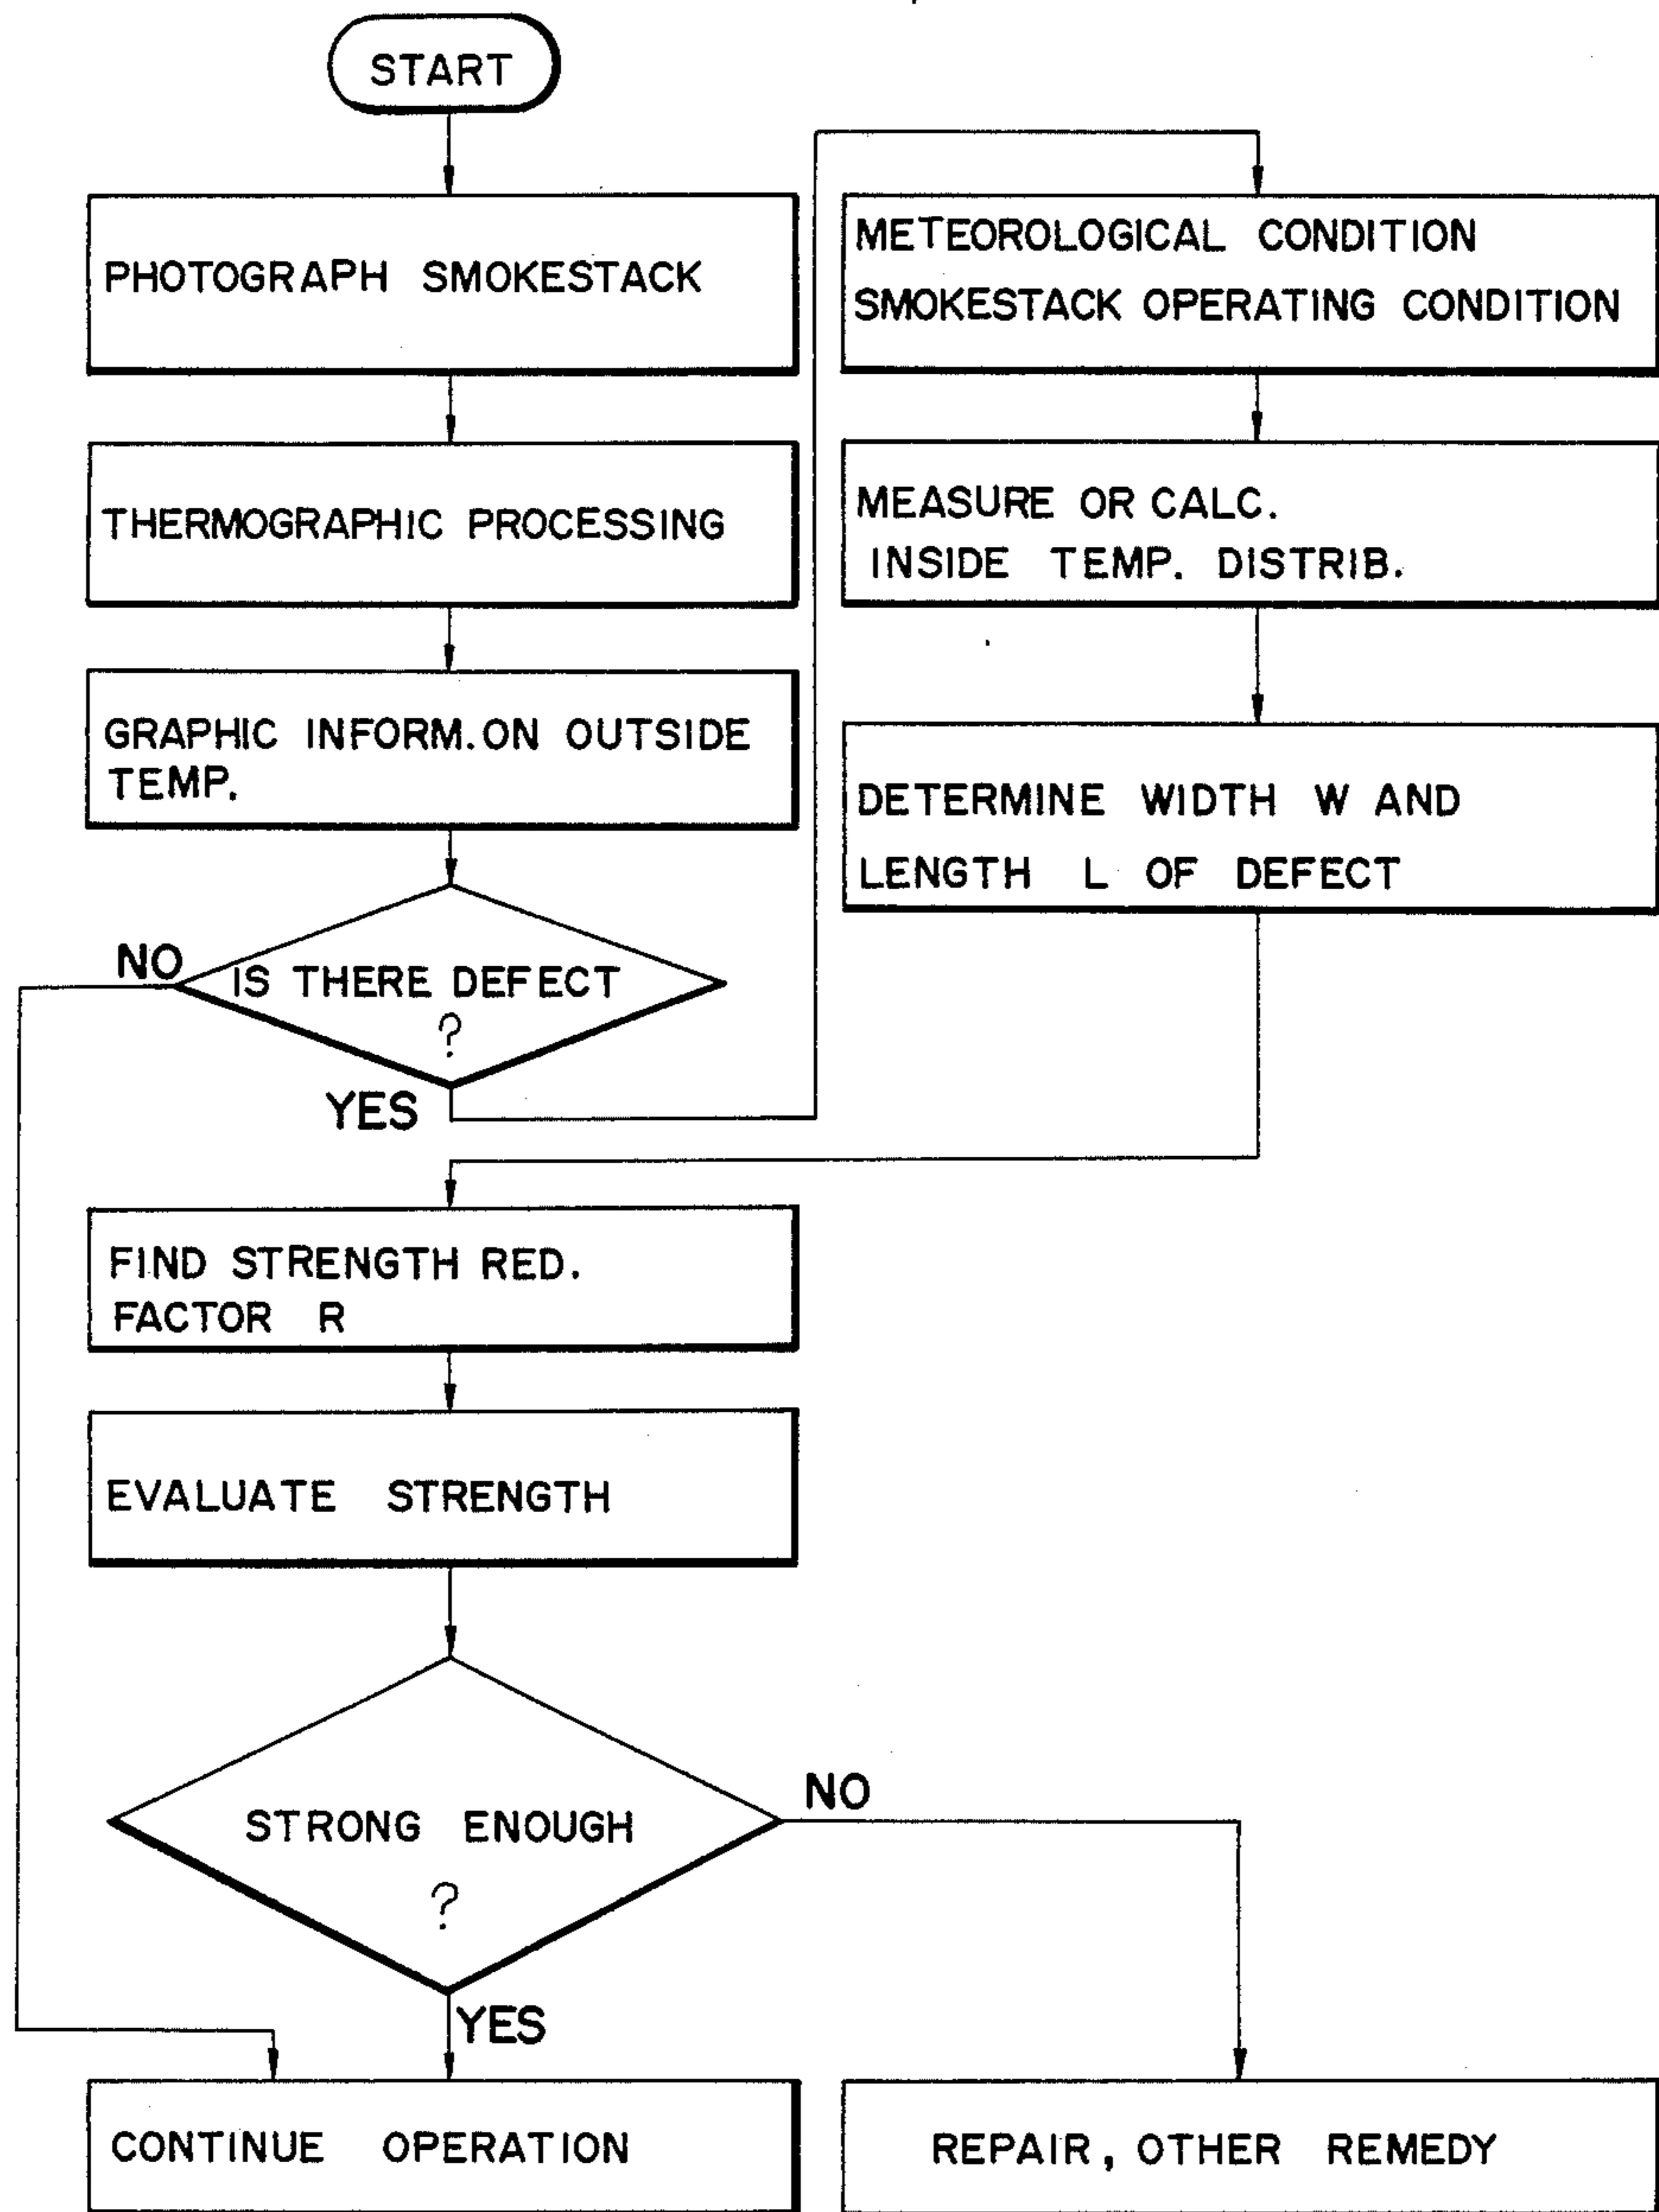 START
PHOTOGRAPH SMOKESTACK
THERMOGRAPHIC PROCESSING
GRAPHIC INFORM. ON OUTSIDE
TEMP.
IS THERE DEFECT
?
NO
YES
METEOROLOGICAL CONDITION
SMOKESTACK OPERATING CONDITION
MEASURE OR CALC.
INSIDE TEMP. DISTRIB.
DETERMINE WIDTH W AND
LENGTH L OF DEFECT
FIND STRENGTH RED.
FACTOR R
EVALUATE STRENGTH
STRONG ENOUGH
?
NO
YES
CONTINUE OPERATION
REPAIR, OTHER REMEDY